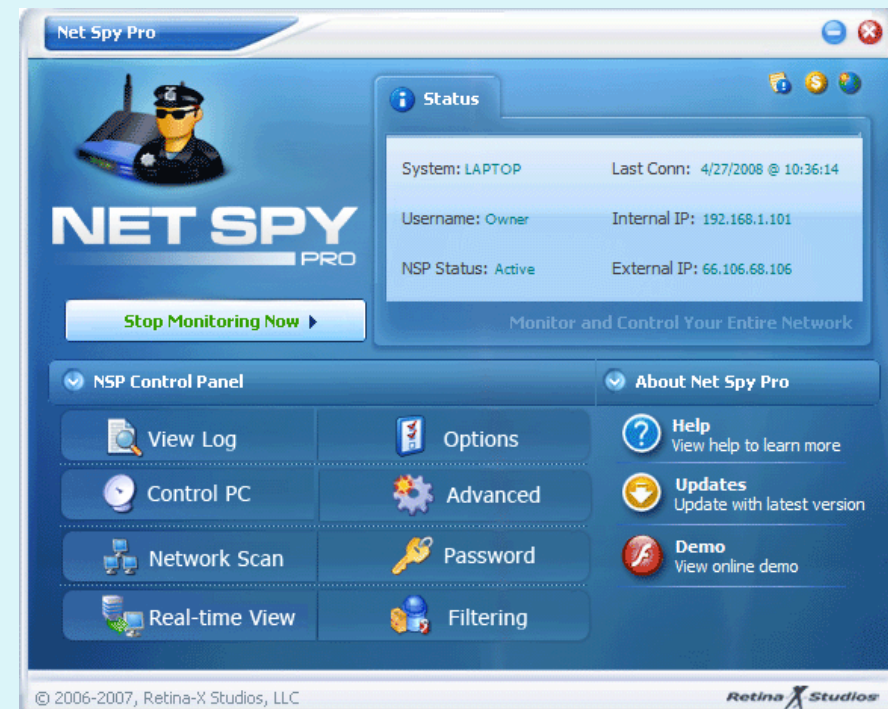 Net Spy Pro
NET SPY
PRO
Stop Monitoring Now
Status
System: LAPTOP
Last Conn: 4/27/2008 @ 10:36:14
Username: Owner
Internal IP: 192.168.1.101
NSP Status: Active
External IP: 66.106.68.106
Monitor and Control Your Entire Network
NSP Control Panel
View Log
Options
Control PC
Advanced
Network Scan
Password
Real-time View
Filtering
About Net Spy Pro
Help
View help to learn more
Updates
Update with latest version
Demo
View online demo
© 2006-2007, Retina-X Studios, LLC
Retina X Studios